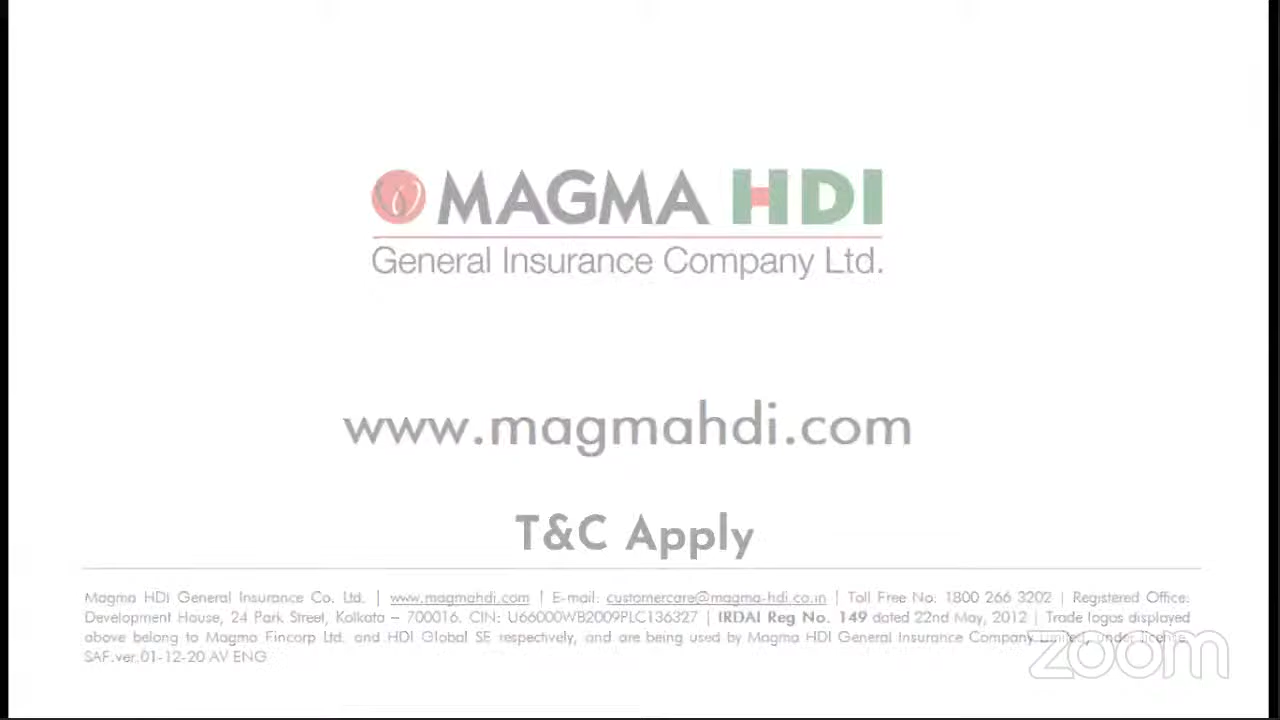 MAGMA HDI
General Insurance Company Ltd.
www.magmahdi.com
T&C Apply
Magma HDI General Insurance Co. Ltd. | www.magmahdi.com | E-mail: customercare@magma-hdi.co.in | Toll Free No: 1800 266 3202 | Registered Office:
Development House, 24 Park Street, Kolkata – 700016. CIN: U66000WB2009PLC136327 | IRDAI Reg No. 149 dated 22nd May, 2012 | Trade logos displayed
above belong to Magma Fincorp Ltd. and HDI Global SE respectively, and are being used by Magma HDI General Insurance Company Limited, under license.
SAF.ver.01-12-20 AV ENG
zoom